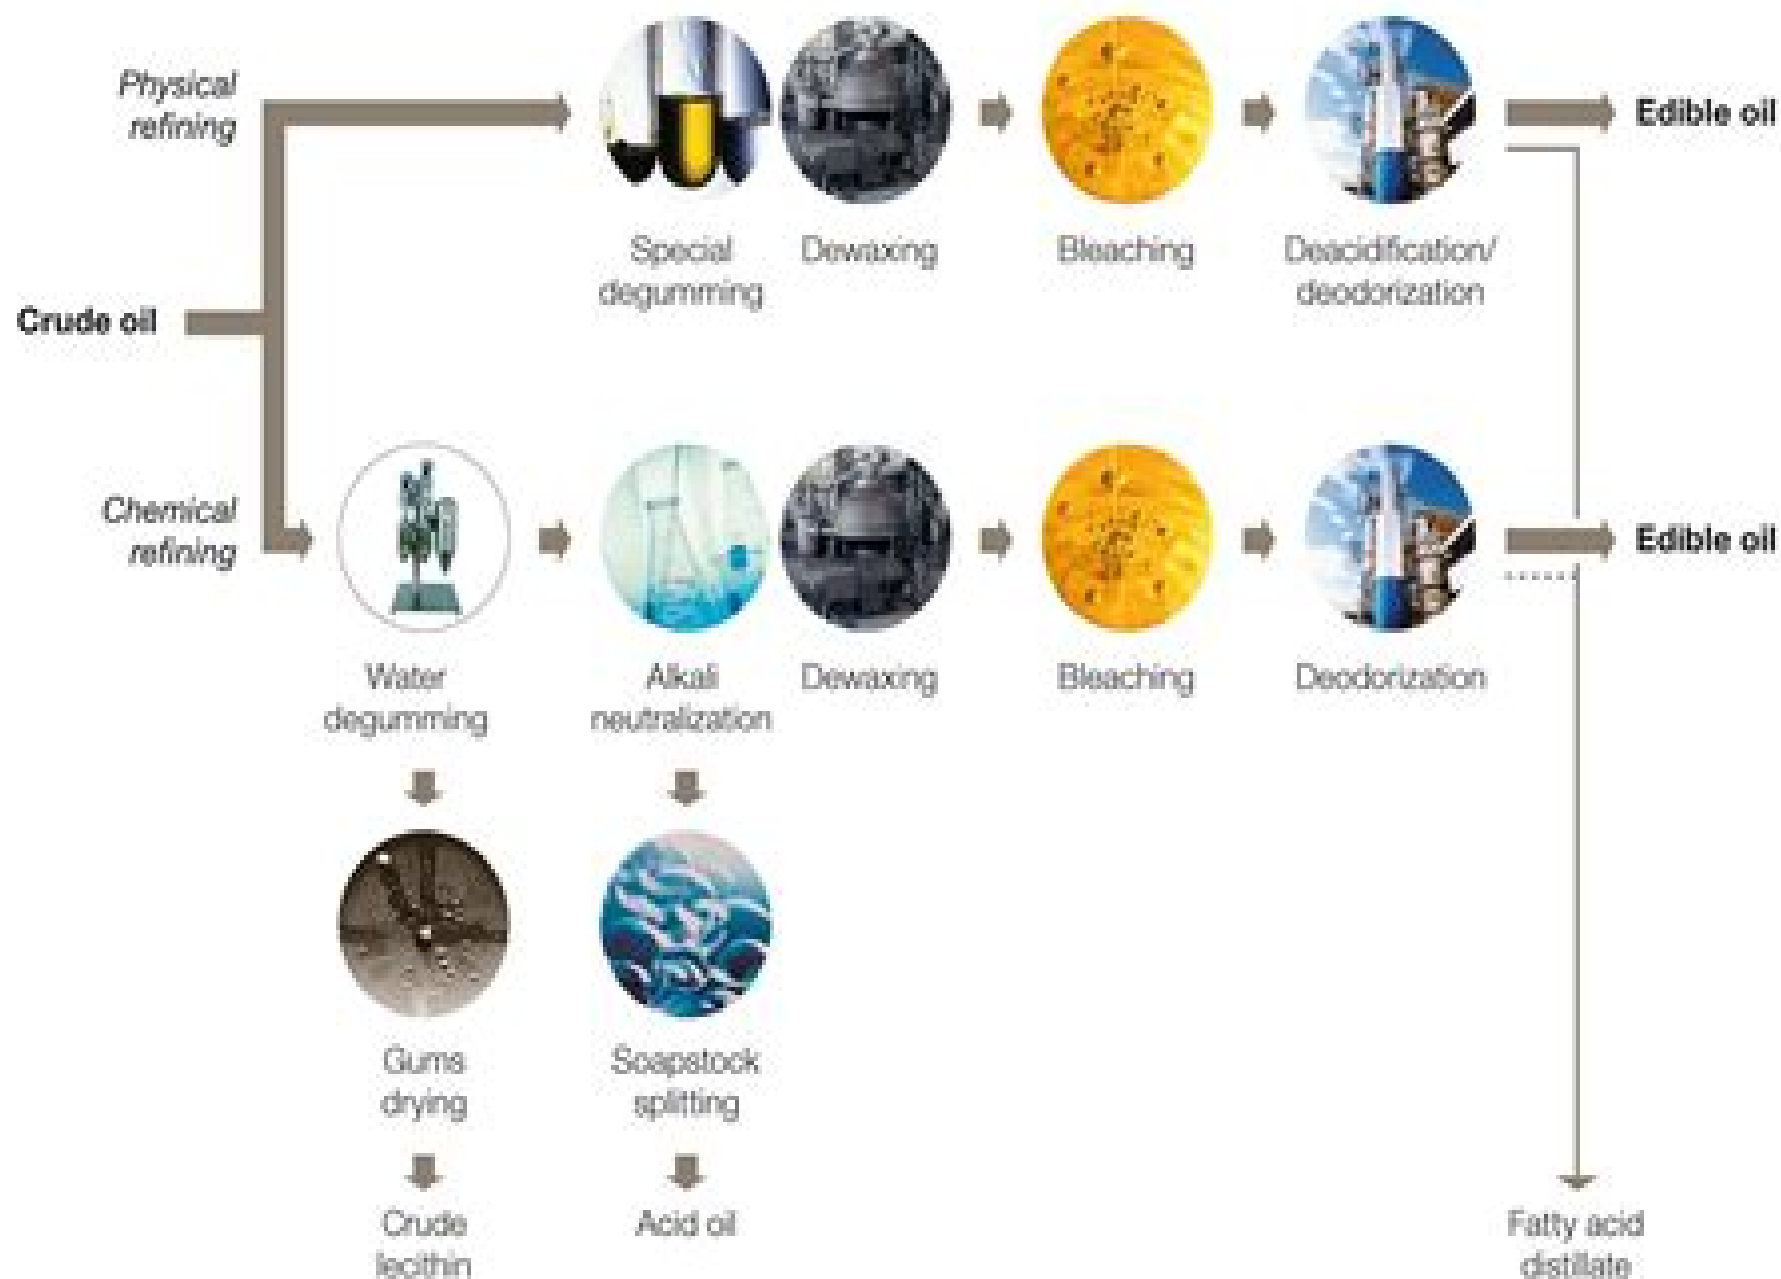 Physical
refining
Edible oil
Special
degumming
Dewaxing
Bleaching
Deacidification/
deodorization
Crude oil
Chemical
refining
Edible oil
Water
degumming
Alkali
neutralization
Dewaxing
Bleaching
Deodorization
Gums
drying
Soapstock
splitting
Crude
lecithin
Acid oil
Fatty acid
distillate